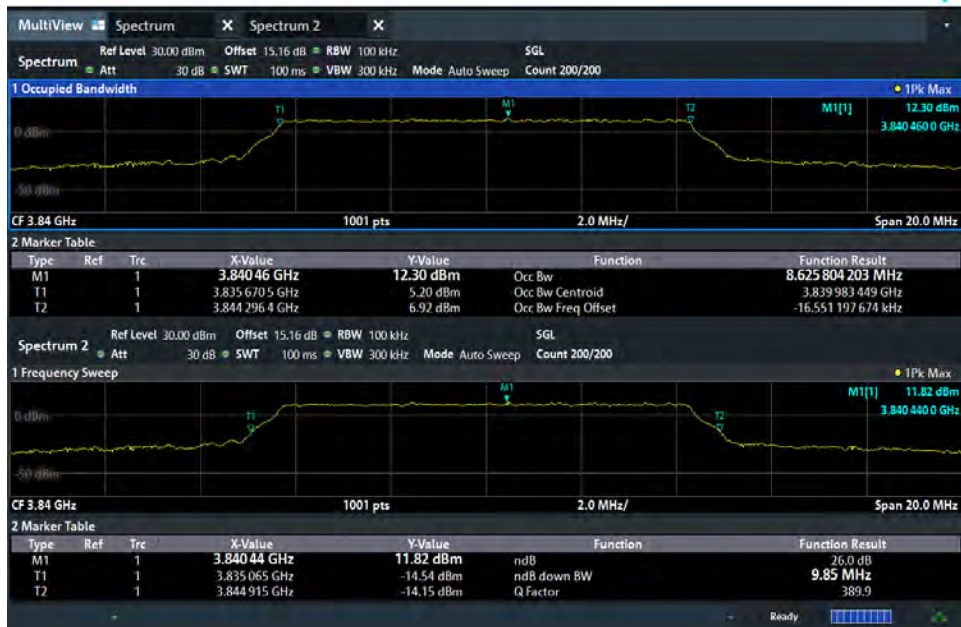 MultiView Spectrum X Spectrum 2 X
Spectrum Ref Level 30.00 dBm Offset 15.16 dB RBW 100 kHz SGL
Att 30 dB SWT 100 ms VBW 300 kHz Mode Auto Sweep Count 200/200
1 Occupied Bandwidth 1Pk Max
T1 M1 T2 M1[1] 12.30 dBm
0 dBm 3.840 460 0 GHz
-50 dBm
CF 3.84 GHz 1001 pts 2.0 MHz/ Span 20.0 MHz
2 Marker Table
Type Ref Trc X-Value Y-Value Function Function Result
M1 1 3.840 46 GHz 12.30 dBm Occ Bw 8.625 804 203 MHz
T1 1 3.835 670 5 GHz 5.20 dBm Occ Bw Centroid 3.839 983 449 GHz
T2 1 3.844 296 4 GHz 6.92 dBm Occ Bw Freq Offset -16.551 197 674 kHz
Spectrum 2 Ref Level 30.00 dBm Offset 15.16 dB RBW 100 kHz SGL
Att 30 dB SWT 100 ms VBW 300 kHz Mode Auto Sweep Count 200/200
1 Frequency Sweep 1Pk Max
M1 M1[1] 11.82 dBm
0 dBm T1 T2 3.840 440 0 GHz
-50 dBm
CF 3.84 GHz 1001 pts 2.0 MHz/ Span 20.0 MHz
2 Marker Table
Type Ref Trc X-Value Y-Value Function Function Result
M1 1 3.840 44 GHz 11.82 dBm ndB 26.0 dB
T1 1 3.835 065 GHz -14.54 dBm ndB down BW 9.85 MHz
T2 1 3.844 915 GHz -14.15 dBm Q Factor 389.9
Ready